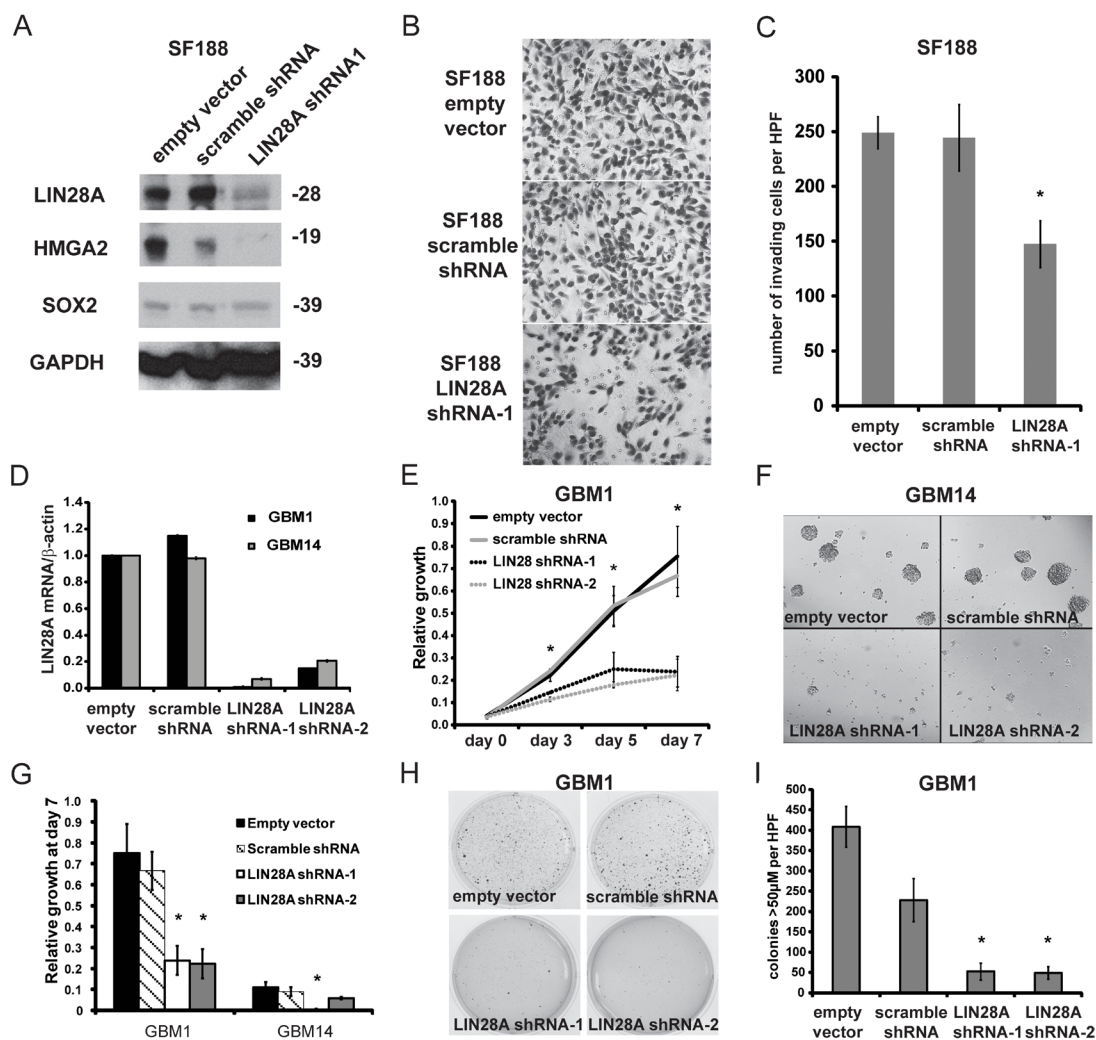 A
SF188
empty vector
scramble shRNA
LIN28A shRNA1
LIN28A
-28
HMGA2
-19
SOX2
-39
GAPDH
-39
B
SF188
empty
vector
SF188
scramble
shRNA
SF188
LIN28A
shRNA-1
C
SF188
number of invading cells per HPF
300
250
200
150
100
50
0
*
empty
vector
scramble
shRNA
LIN28A
shRNA-1
D
LIN28A mRNA/β-actin
1.4
1.2
1.0
0.8
0.6
0.4
0.2
0.0
GBM1
GBM14
empty
vector
scramble
shRNA
LIN28A
shRNA-1
LIN28A
shRNA-2
E
GBM1
Relative growth
1.0
0.9
0.8
0.7
0.6
0.5
0.4
0.3
0.2
0.1
0.0
empty vector
scramble shRNA
LIN28 shRNA-1
LIN28 shRNA-2
*
*
*
day 0
day 3
day 5
day 7
F
GBM14
empty vector
scramble shRNA
LIN28A shRNA-1
LIN28A shRNA-2
G
Relative growth at day 7
1.0
0.9
0.8
0.7
0.6
0.5
0.4
0.3
0.2
0.1
0
Empty vector
Scramble shRNA
LIN28A shRNA-1
LIN28A shRNA-2
*
*
*
GBM1
GBM14
H
GBM1
empty vector
scramble shRNA
LIN28A shRNA-1
LIN28A shRNA-2
I
GBM1
colonies >50µM per HPF
500
450
400
350
300
250
200
150
100
50
0
*
*
empty
vector
scramble
shRNA
LIN28A
shRNA-1
LIN28A
shRNA-2